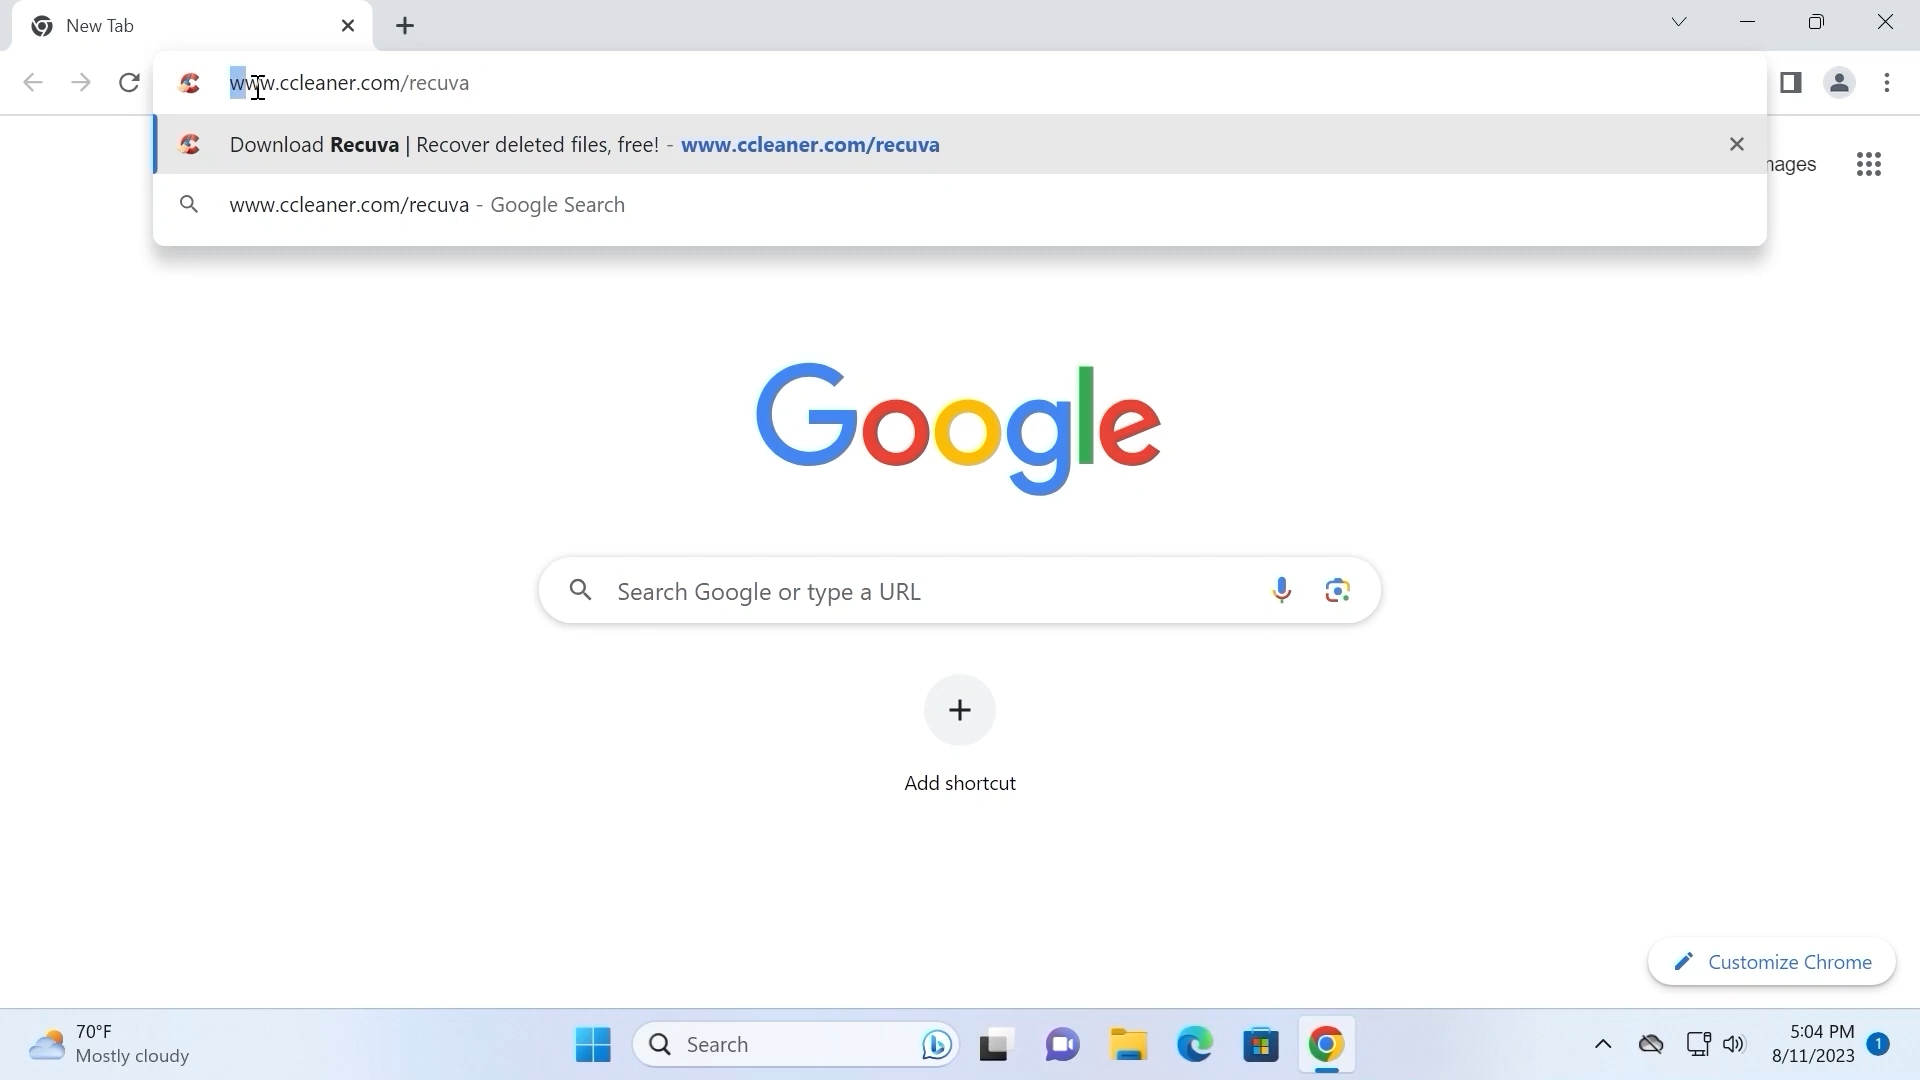 New Tab
www.ccleaner.com/recuva
Download Recuva | Recover deleted files, free! - www.ccleaner.com/recuva
www.ccleaner.com/recuva - Google Search
mages
Google
Search Google or type a URL
Add shortcut
Customize Chrome
70°F
Mostly cloudy
Search
5:04 PM
8/11/2023
1